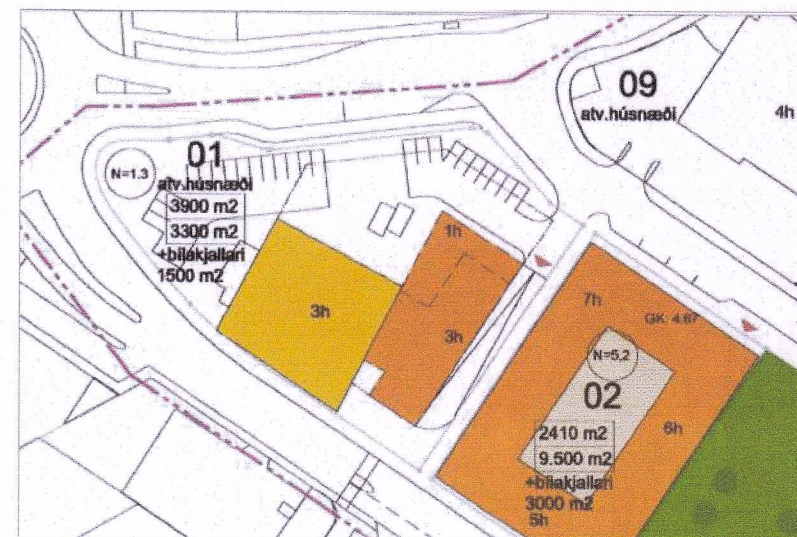 09
atv.húsnæði
4h
01
N=1.3
atv.húsnæði
3900 m2
3300 m2
+bílakjallari
1500 m2
1h
3h
3h
7h
GK. 4.67
N=5,2
02
2410 m2
9.500 m2
+bílakjallari
3000 m2
5h
6h